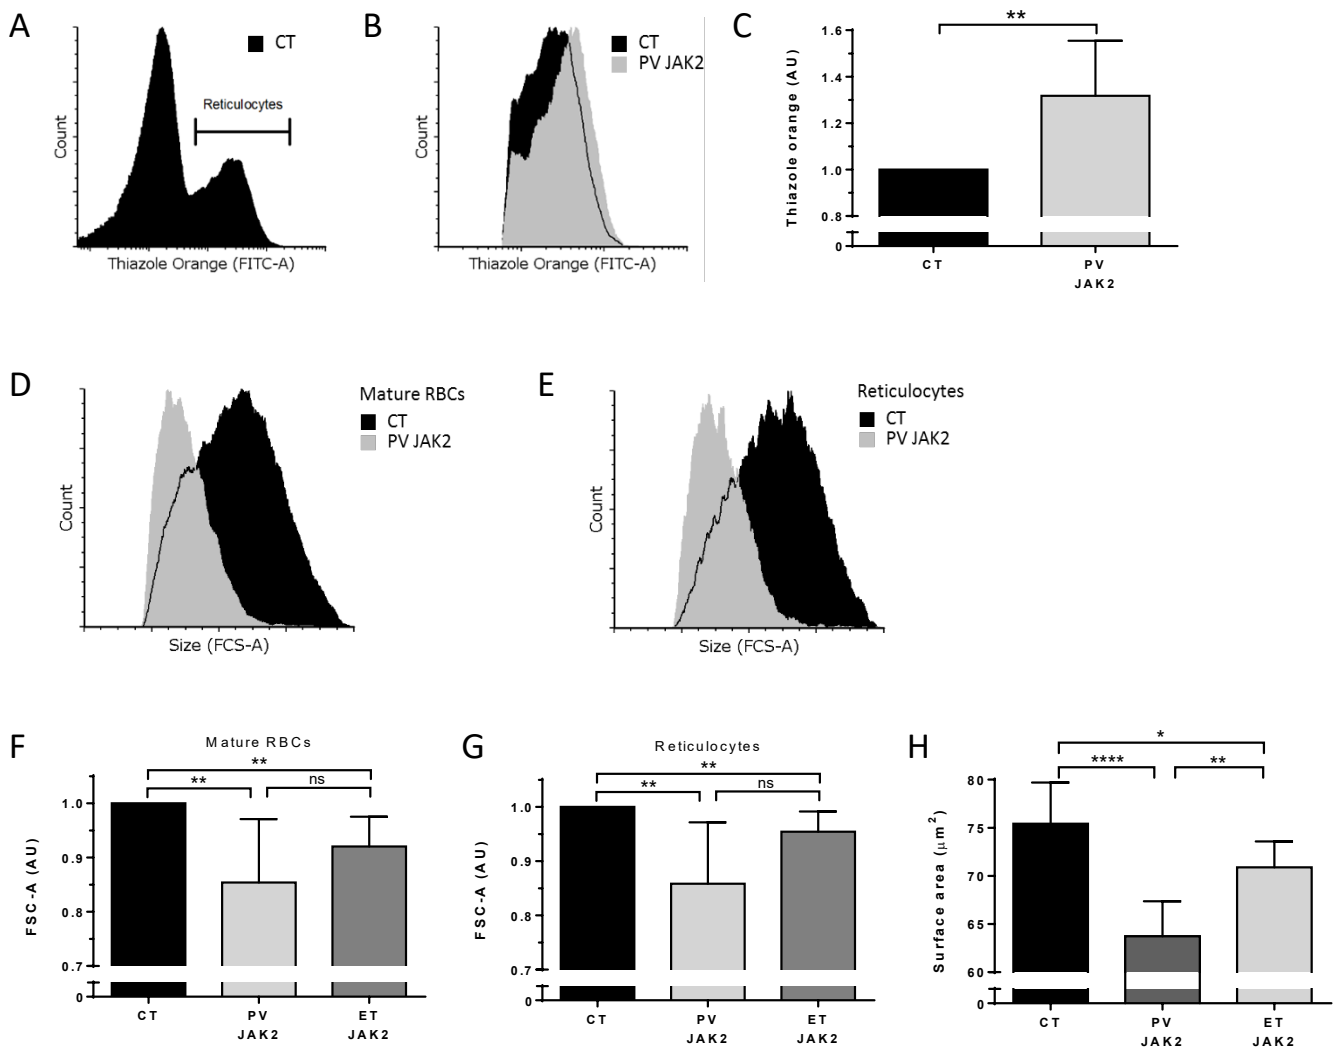 A
CT
Reticulocytes
Count
Thiazole Orange (FITC-A)
B
CT
PV JAK2
Count
Thiazole Orange (FITC-A)
C
**
Thiazole orange (AU)
1.6
1.4
1.2
1.0
0.8
0
CT
PV
JAK2
D
Mature RBCs
CT
PV JAK2
Count
Size (FCS-A)
E
Reticulocytes
CT
PV JAK2
Count
Size (FCS-A)
F
Mature RBCs
**
**
ns
FSC-A (AU)
1.0
0.9
0.8
0.7
0
CT
PV
JAK2
ET
JAK2
G
Reticulocytes
**
**
ns
FSC-A (AU)
1.0
0.9
0.8
0.7
0
CT
PV
JAK2
ET
JAK2
H
*
****
**
Surface area (μm²)
80
75
70
65
60
0
CT
PV
JAK2
ET
JAK2